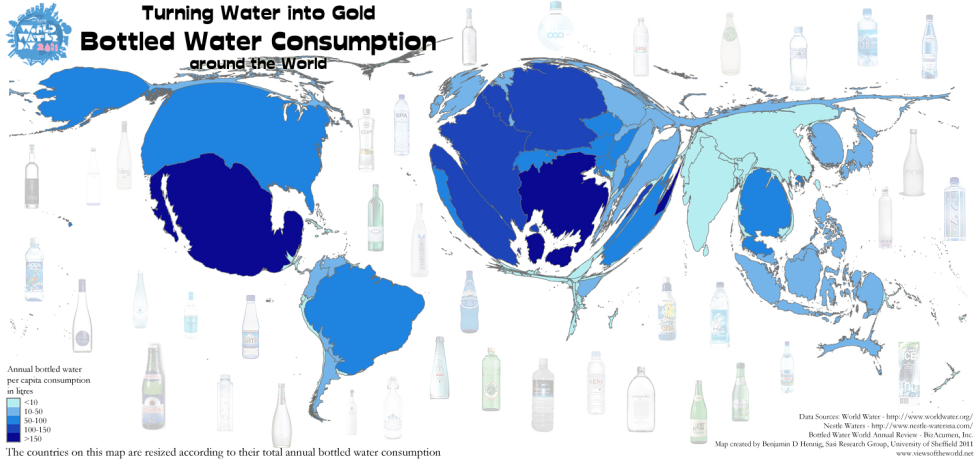 WORLD
WATER
DAY 2011
Turning Water into Gold
Bottled Water Consumption
around the World
SPA
Annual bottled water
per capita consumption
in litres
<10
10-50
50-100
100-150
>150
The countries on this map are resized according to their total annual bottled water consumption
Data Sources: World Water - http://www.worldwater.org/
Nestle Waters - http://www.nestle-watersna.com/
Bottled Water World Annual Review - BizAcumen, Inc.
Map created by Benjamin D Hennig, Sasi Research Group, University of Sheffield 2011
www.viewsoftheworld.net